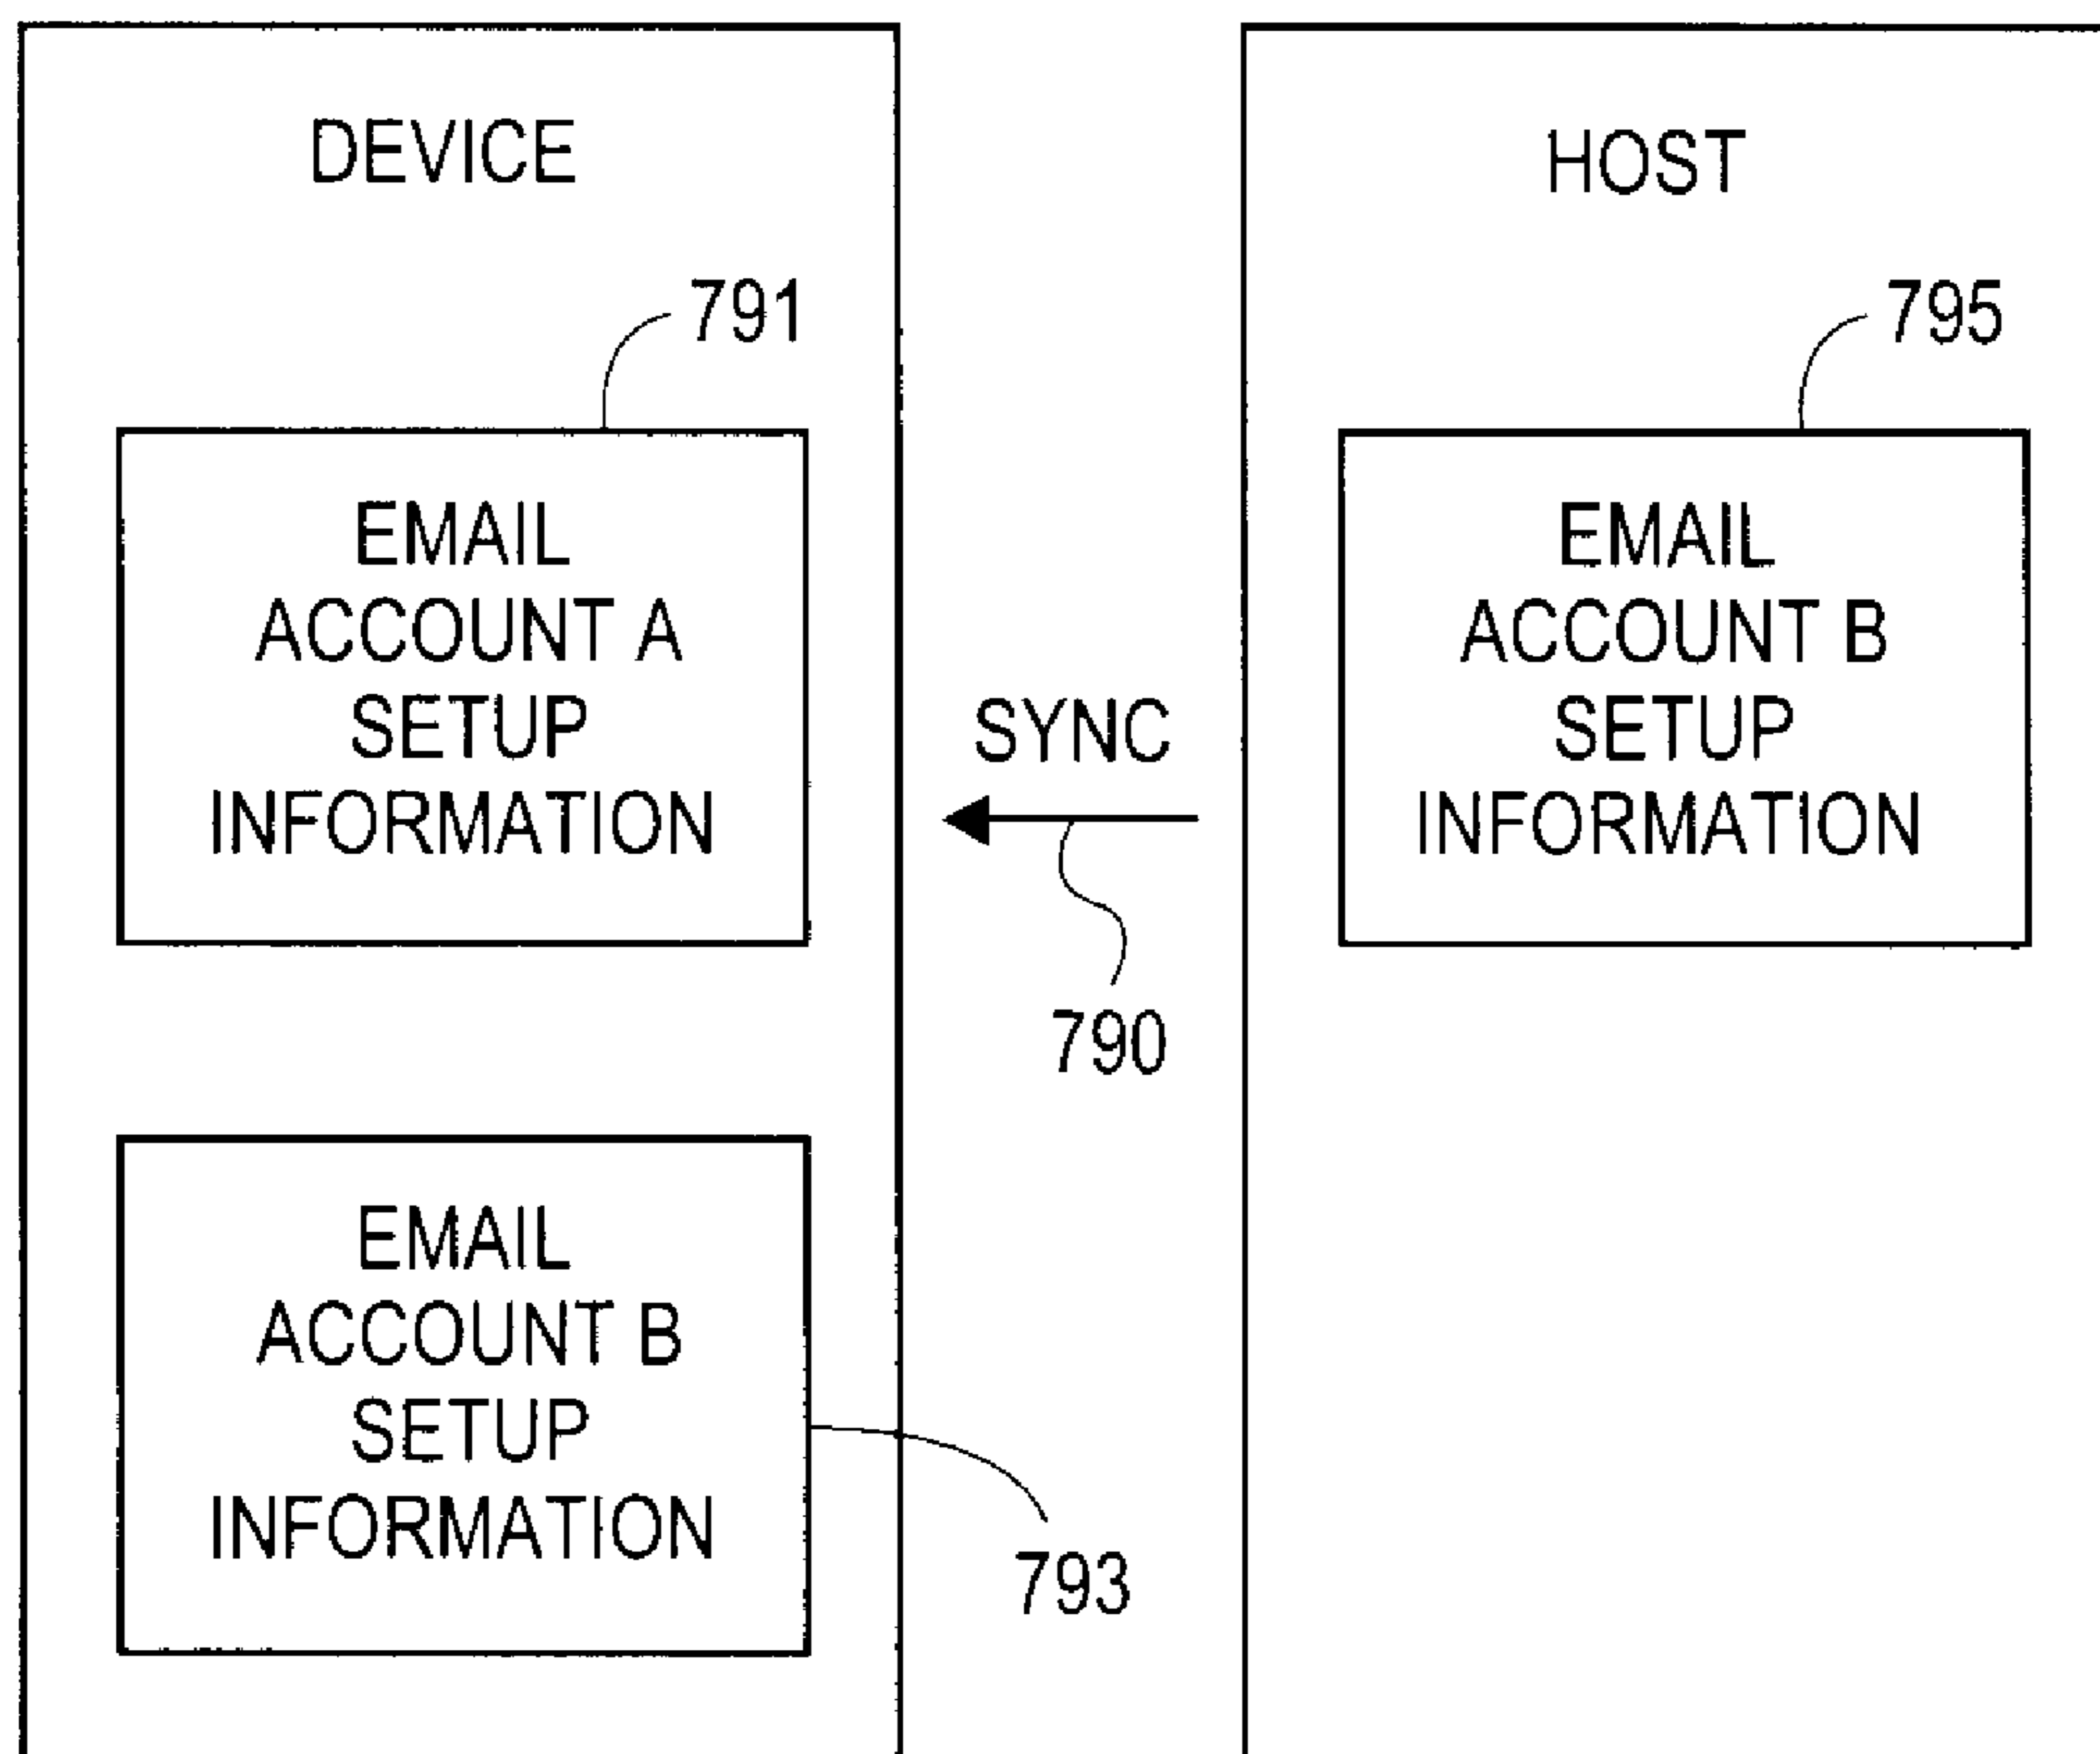 DEVICE
791
EMAIL
ACCOUNT A
SETUP
INFORMATION
EMAIL
ACCOUNT B
SETUP
INFORMATION
793
SYNC
790
HOST
795
EMAIL
ACCOUNT B
SETUP
INFORMATION